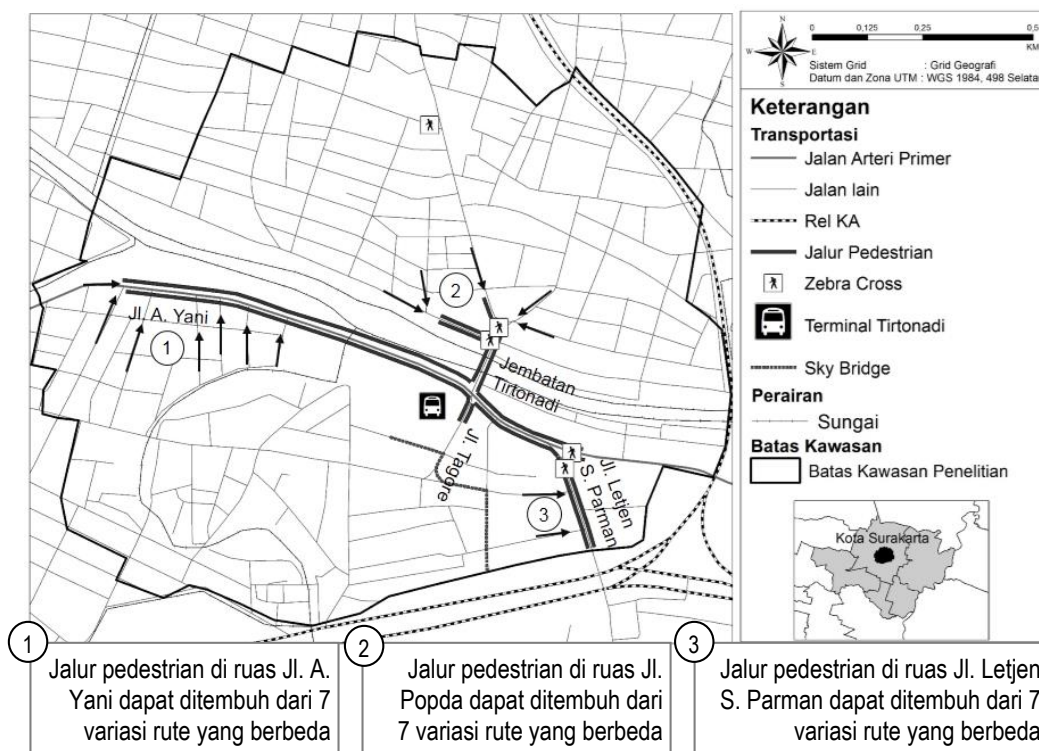 N
W
E
S
0
0,125
0,25
0,5
KM
Sistem Grid : Grid Geografi
Datum dan Zona UTM : WGS 1984, 498 Selatan
Keterangan
Transportasi
Jalan Arteri Primer
Jalan lain
Rel KA
Jalur Pedestrian
Zebra Cross
Terminal Tirtonadi
Sky Bridge
Perairan
Sungai
Batas Kawasan
Batas Kawasan Penelitian
Kota Surakarta
Jl. A. Yani
1
2
Jembatan
Tirtonadi
Jl. Tagore
Jl. Letjen
S. Parman
3
1
Jalur pedestrian di ruas Jl. A.
Yani dapat ditembuh dari 7
variasi rute yang berbeda
2
Jalur pedestrian di ruas Jl.
Popda dapat ditembuh dari
7 variasi rute yang berbeda
3
Jalur pedestrian di ruas Jl. Letjen
S. Parman dapat ditembuh dari 7
variasi rute yang berbeda